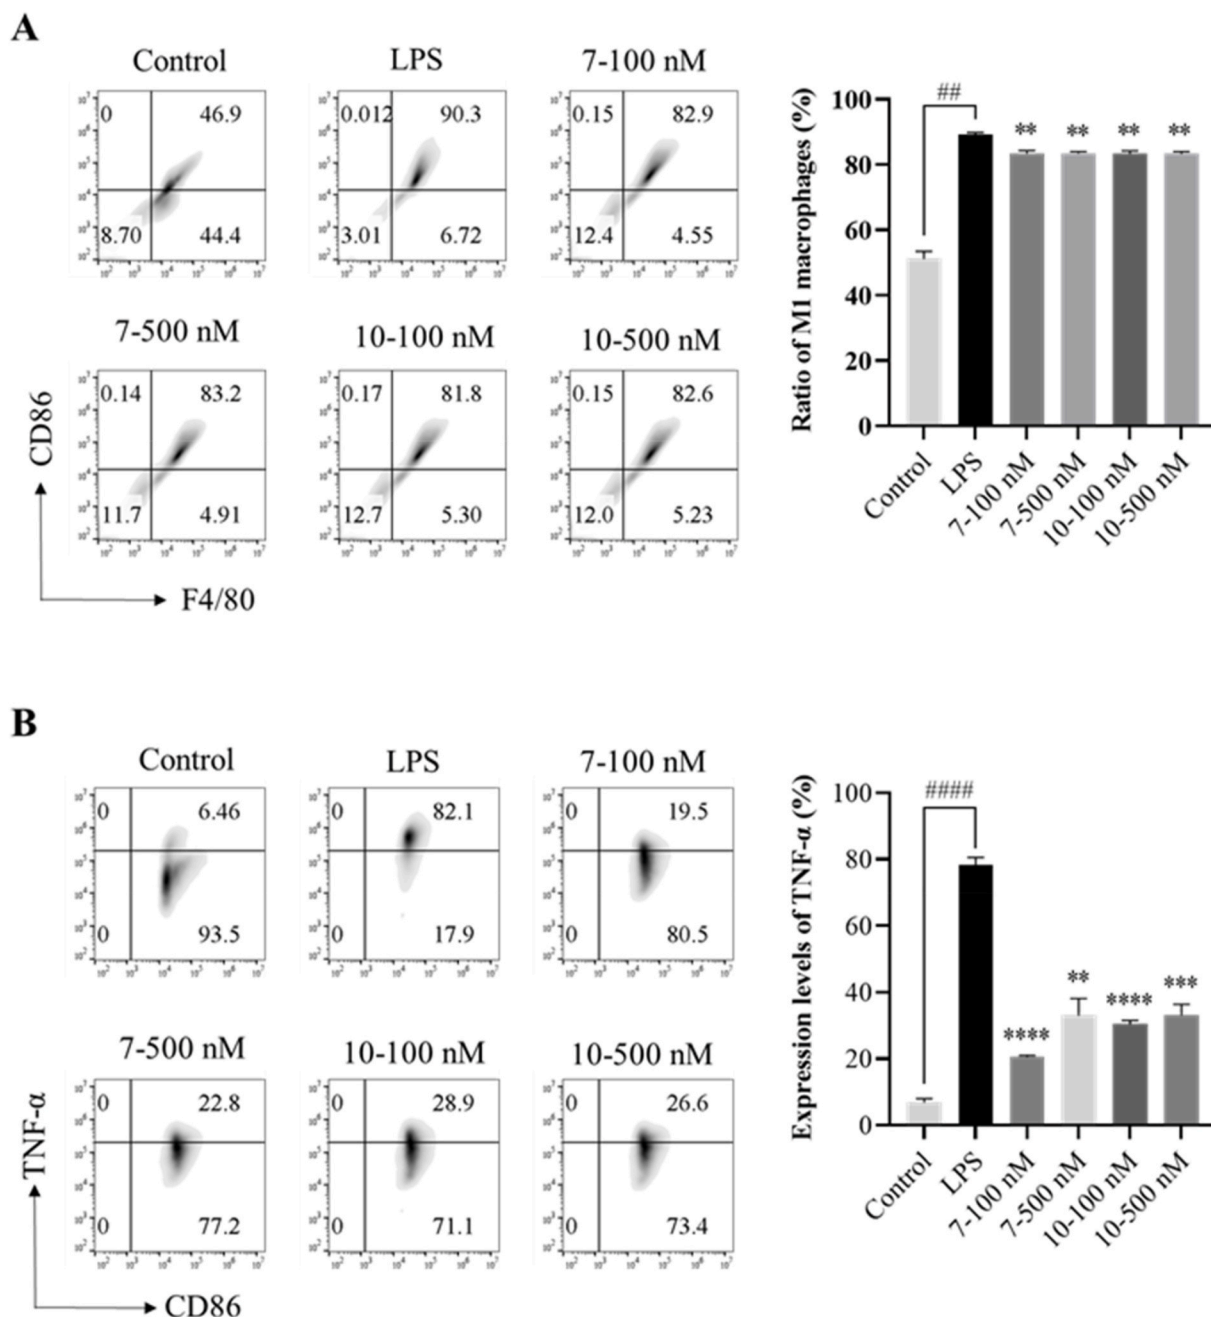 A
Control LPS 7-100 nM
0 46.9 0.012 90.3 0.15 82.9
8.70 44.4 3.01 6.72 12.4 4.55
7-500 nM 10-100 nM 10-500 nM
0.14 83.2 0.17 81.8 0.15 82.6
11.7 4.91 12.7 5.30 12.0 5.23
CD86
F4/80
Ratio of M1 macrophages (%)
100
80
60
40
20
0
##
** ** ** **
Control LPS 7-100 nM 7-500 nM 10-100 nM 10-500 nM
B
Control LPS 7-100 nM
0 6.46 0 82.1 0 19.5
0 93.5 0 17.9 0 80.5
7-500 nM 10-100 nM 10-500 nM
0 22.8 0 28.9 0 26.6
0 77.2 0 71.1 0 73.4
TNF-α
CD86
Expression levels of TNF-α (%)
100
80
60
40
20
0
####
**** ** **** ***
Control LPS 7-100 nM 7-500 nM 10-100 nM 10-500 nM